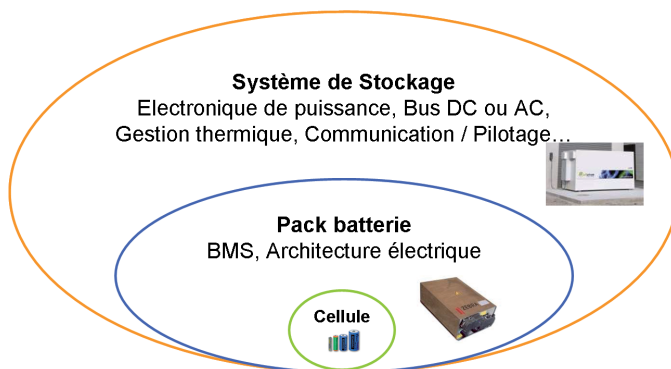 Système de Stockage
Electronique de puissance, Bus DC ou AC,
Gestion thermique, Communication / Pilotage...
Pack batterie
BMS, Architecture électrique
Cellule